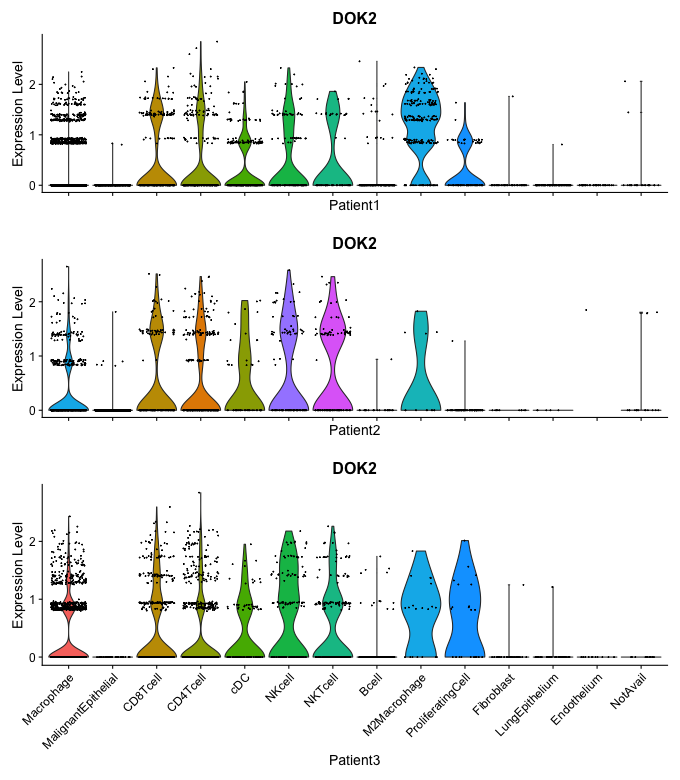 DOK2
Expression Level
2
1
0
Patient1
DOK2
Expression Level
2
1
0
Patient2
DOK2
Expression Level
2
1
0
Macrophage
MalignantEpithelial
CD8Tcell
CD4Tcell
cDC
NKcell
NKTcell
Bcell
M2Macrophage
ProliferatingCell
Fibroblast
LungEpithelium
Endothelium
NotAvail
Patient3